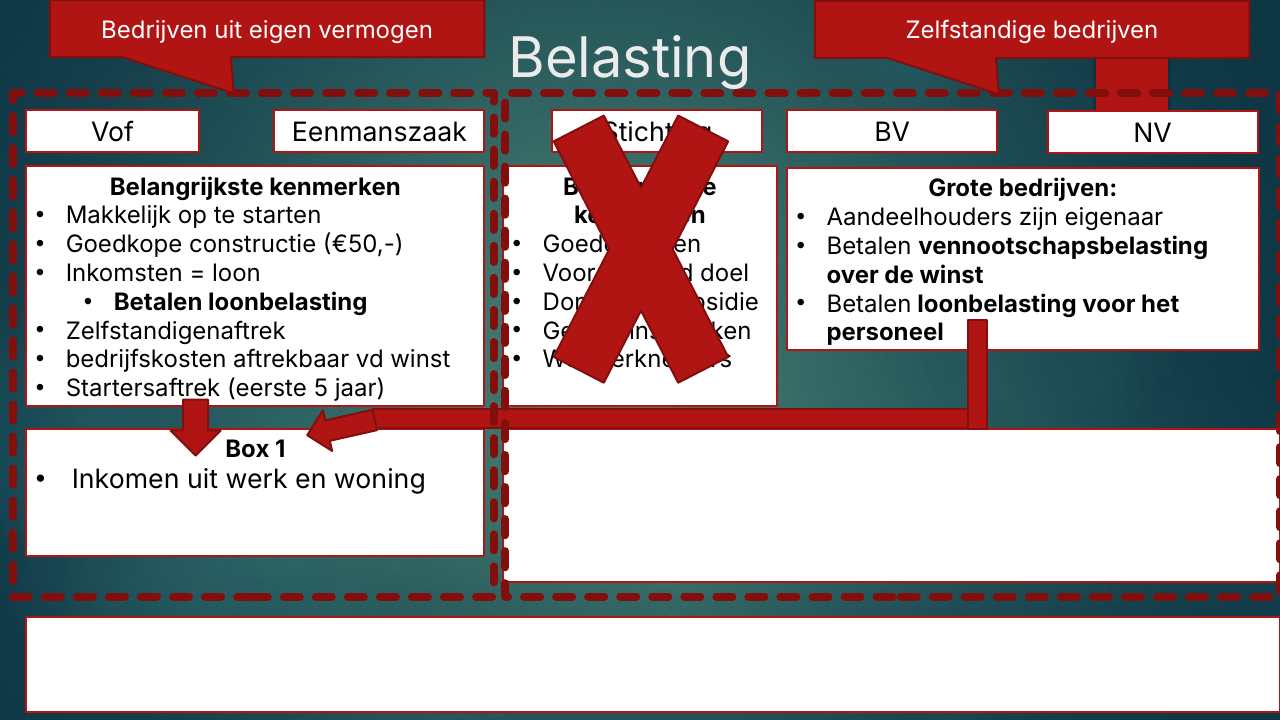 Bedrijven uit eigen vermogen
Zelfstandige bedrijven
Belasting
Vof
Eenmanszaak
BV
NV
Belangrijkste kenmerken
• Makkelijk op te starten
• Goedkope constructie (€50,-)
• Inkomsten = loon
• Betalen loonbelasting
• Zelfstandigenaftrek
• bedrijfskosten aftrekbaar vd winst
• Startersaftrek (eerste 5 jaar)
doel
Grote bedrijven:
• Aandeelhouders zijn eigenaar
• Betalen vennootschapsbelasting
over de winst
• Betalen loonbelasting voor het
personeel
Box 1
• Inkomen uit werk en woning